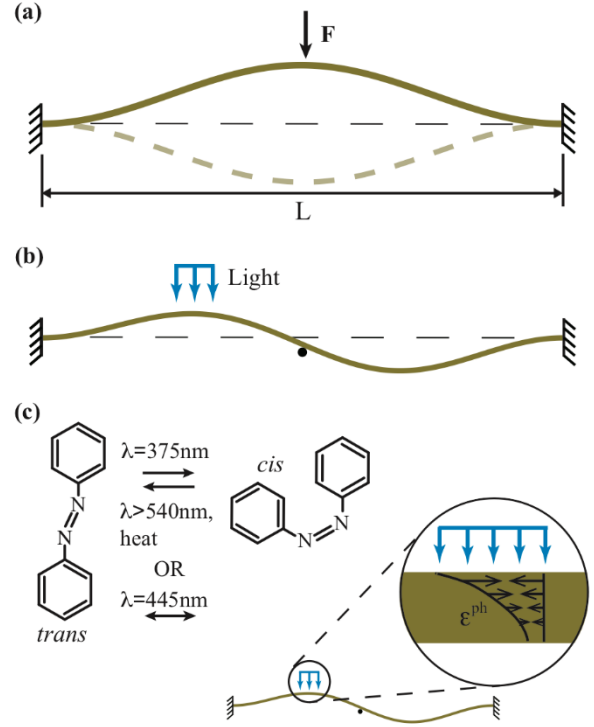 (a)
F
L
(b)
Light
(c)
λ=375nm
cis
N
N
λ>540nm,
heat
N=N
OR
λ=445nm
trans
ε^ph